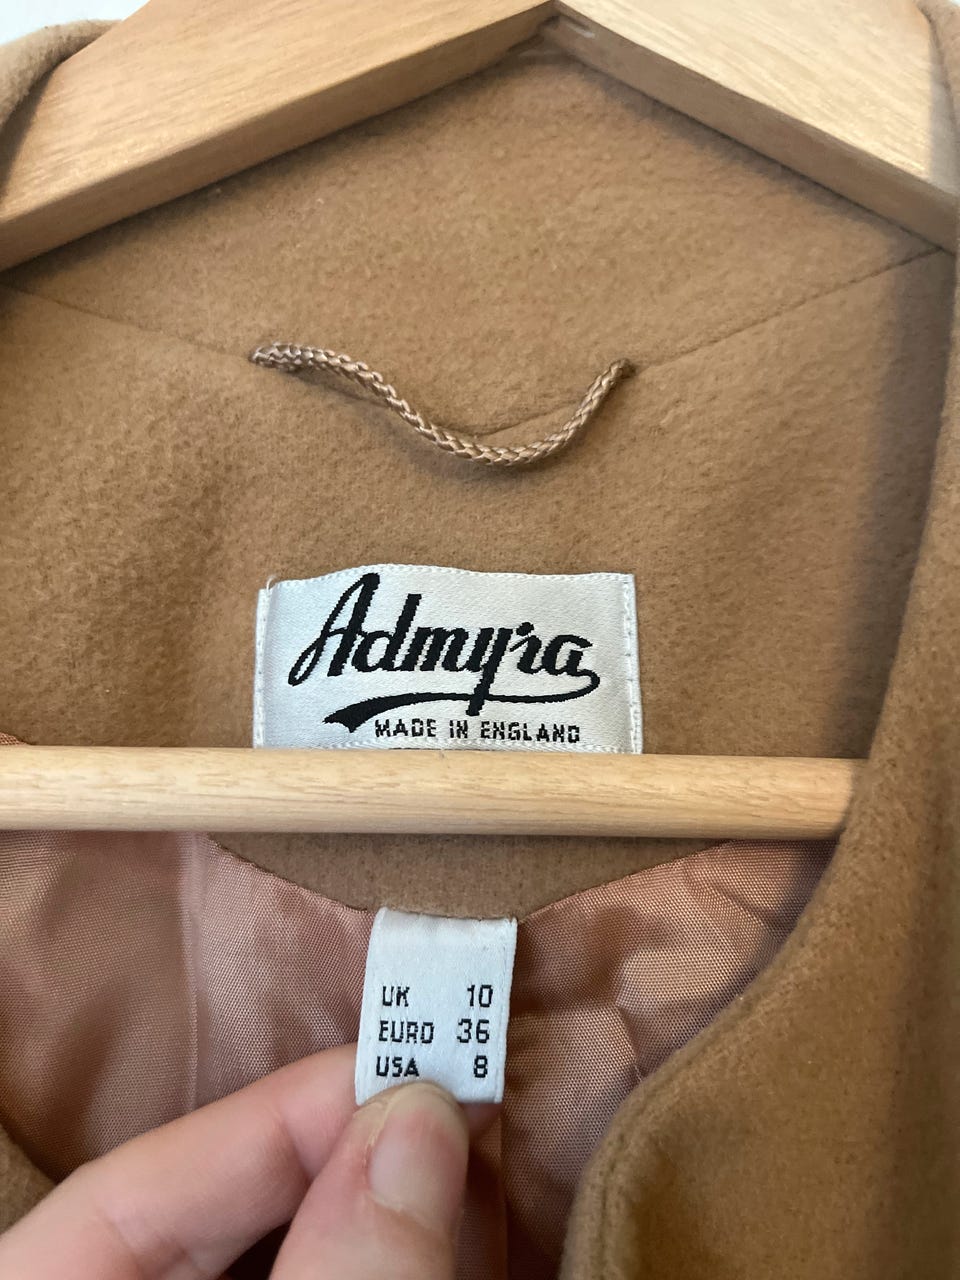 Admyra
MADE IN ENGLAND
UK 10
EURO 36
USA 8